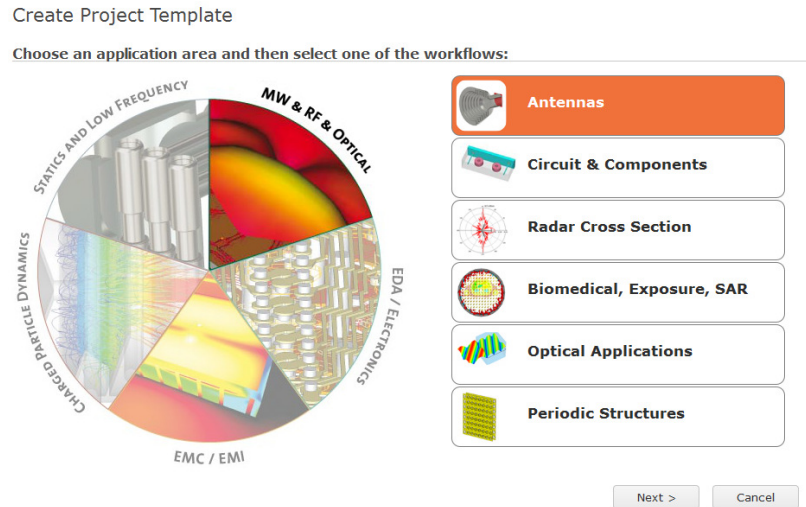 Create Project Template
Choose an application area and then select one of the workflows:
STATICS AND LOW FREQUENCY
MW & RF & OPTICAL
EDA / ELECTRONICS
EMC / EMI
CHARGED PARTICLE DYNAMICS
Antennas
Circuit & Components
Radar Cross Section
Biomedical, Exposure, SAR
Optical Applications
Periodic Structures
Next >
Cancel